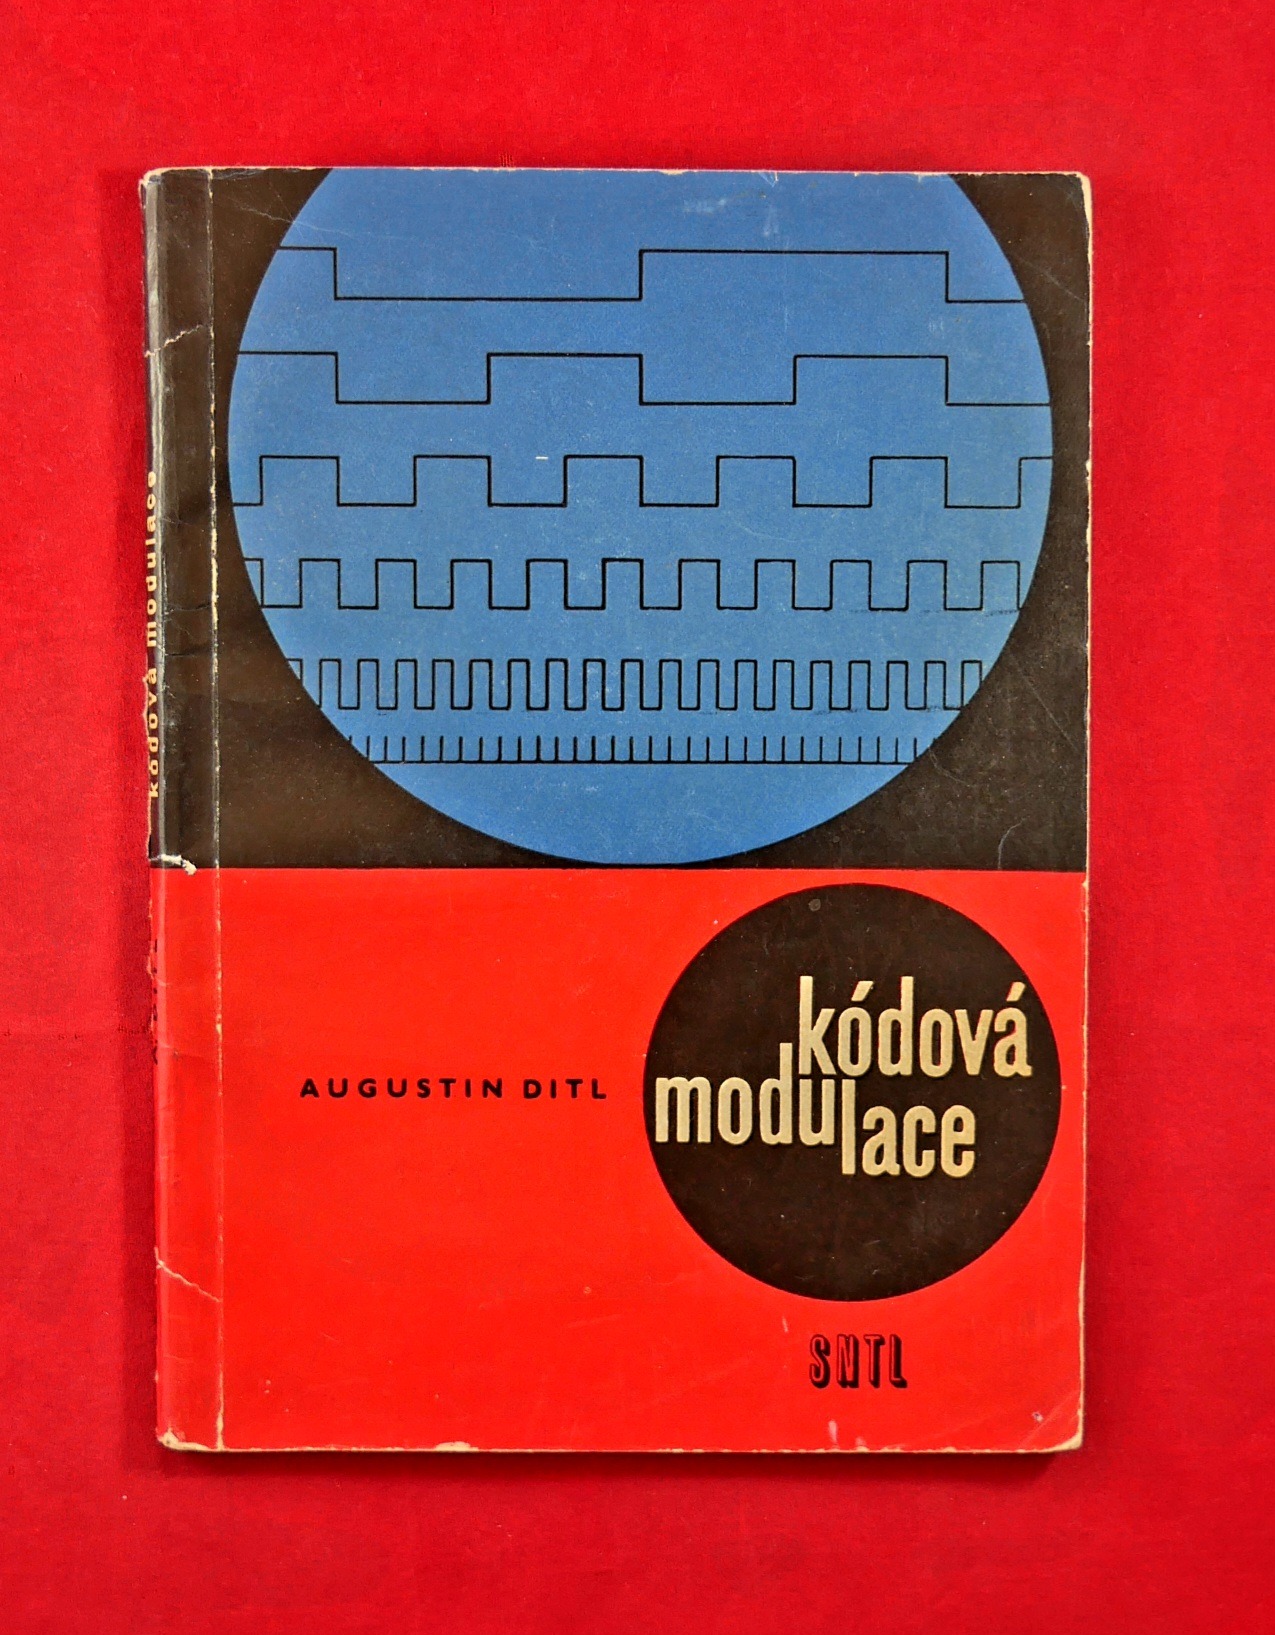 kódová modulace
AUGUSTIN DITL
kódová
modulace
SNTL